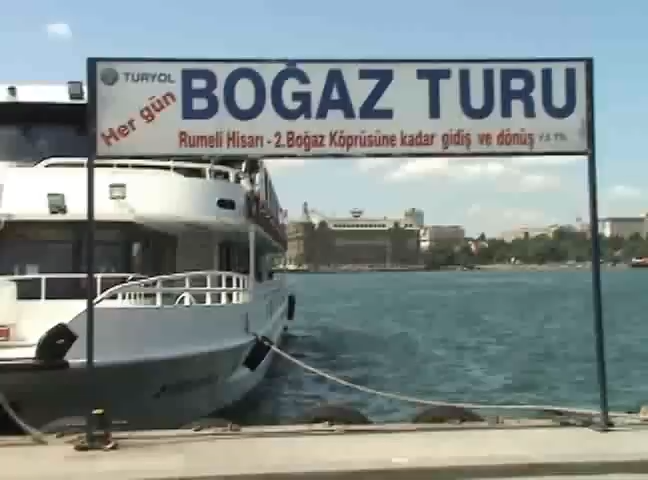 TURYOL
BOĞAZ TURU
Her gün
Rumeli Hisarı - 2.Boğaz Köprüsüne kadar gidiş ve dönüş